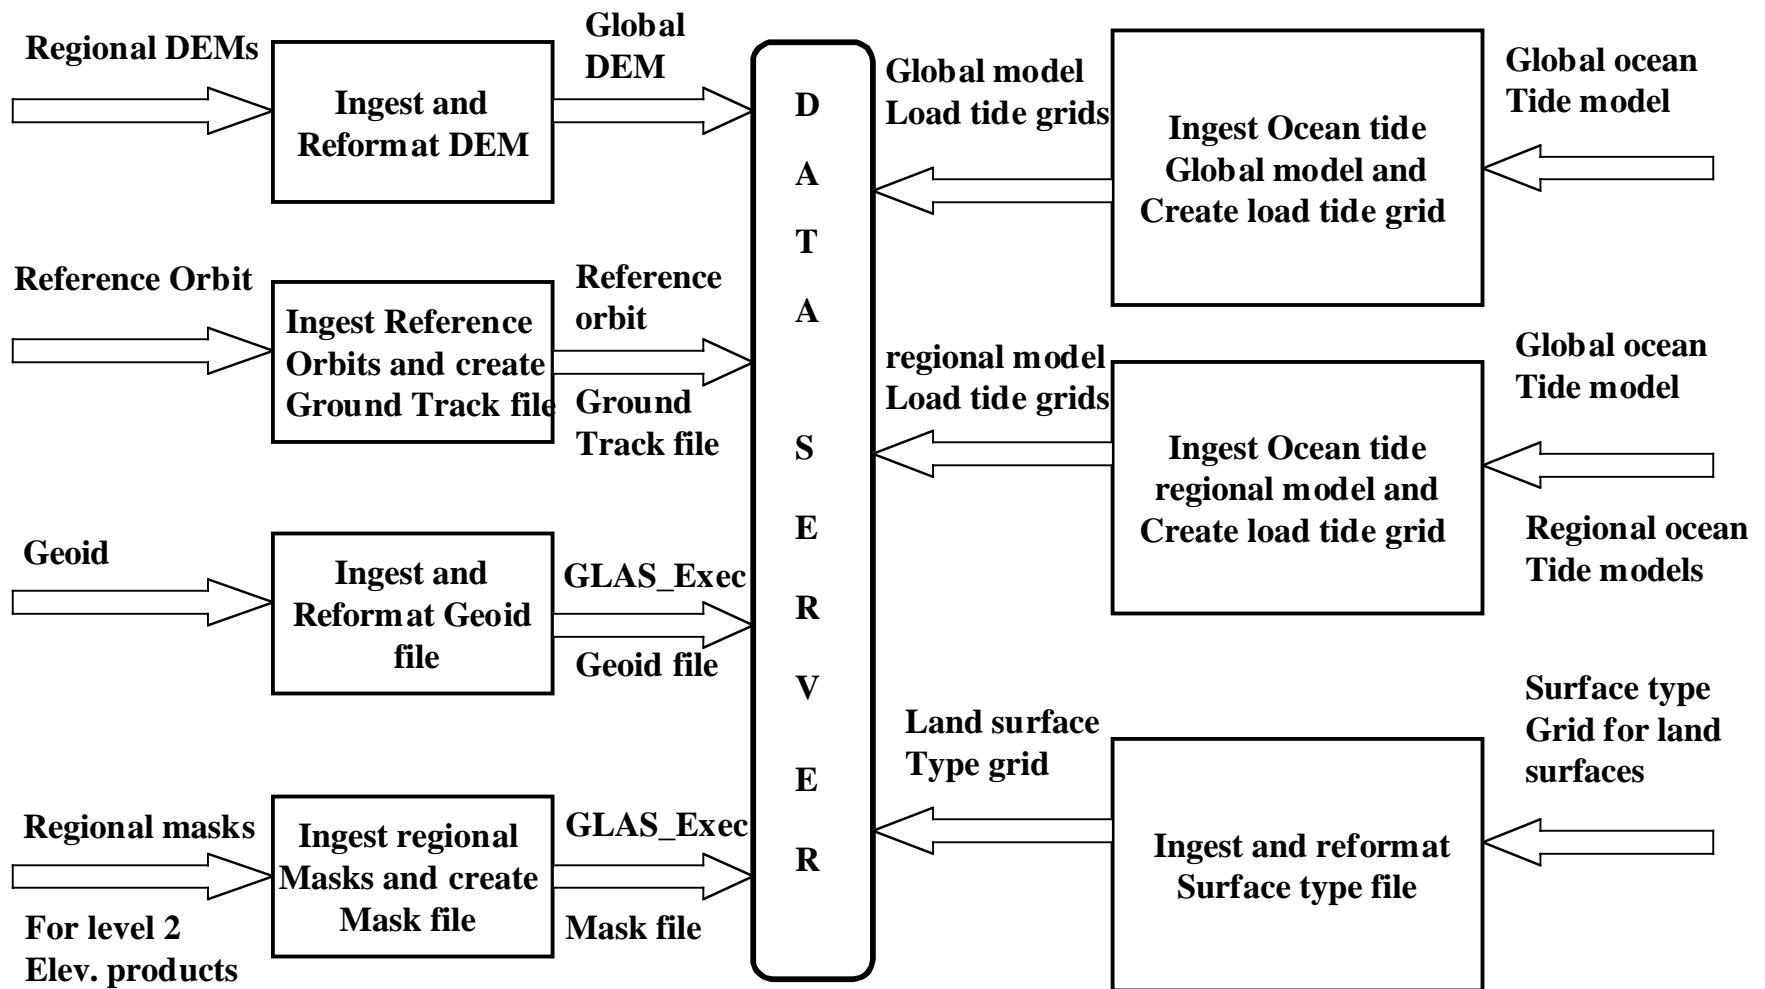 Regional DEMs
Ingest and
Reformat DEM
Global
DEM
Reference Orbit
Ingest Reference
Orbits and create
Ground Track file
Reference
orbit
Ground
Track file
Geoid
Ingest and
Reformat Geoid
file
GLAS_Exec
Geoid file
Regional masks
For level 2
Elev. products
Ingest regional
Masks and create
Mask file
GLAS_Exec
Mask file
D
A
T
A
S
E
R
V
E
R
Global model
Load tide grids
Ingest Ocean tide
Global model and
Create load tide grid
Global ocean
Tide model
regional model
Load tide grids
Ingest Ocean tide
regional model and
Create load tide grid
Global ocean
Tide model
Regional ocean
Tide models
Land surface
Type grid
Ingest and reformat
Surface type file
Surface type
Grid for land
surfaces